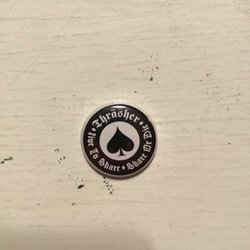 Thrasher
Live To Skate • Skate Or Die